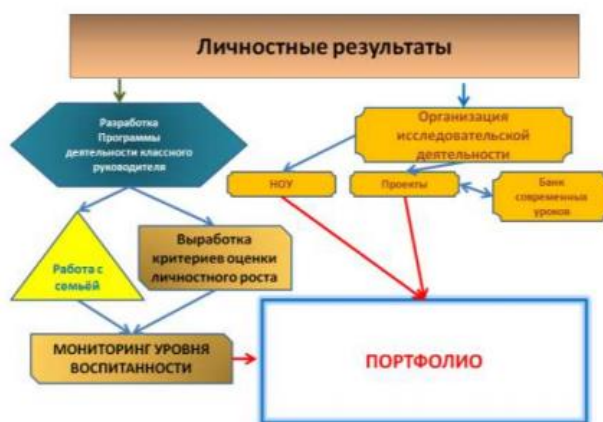 Личностные результаты
Разработка
Программы
деятельности классного
руководителя
Организация
исследовательской
деятельности
НОУ
Проекты
Банк
современных
уроков
Работа с
семьёй
Выработка
критериев оценки
личностного роста
МОНИТОРИНГ УРОВНЯ
ВОСПИТАННОСТИ
ПОРТФОЛИО